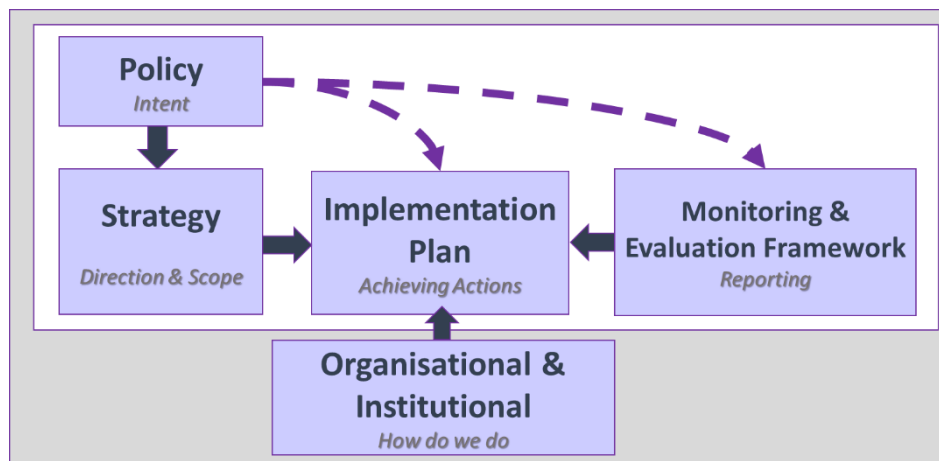 Policy
Intent
Strategy
Direction & Scope
Implementation
Plan
Achieving Actions
Monitoring &
Evaluation Framework
Reporting
Organisational &
Institutional
How do we do